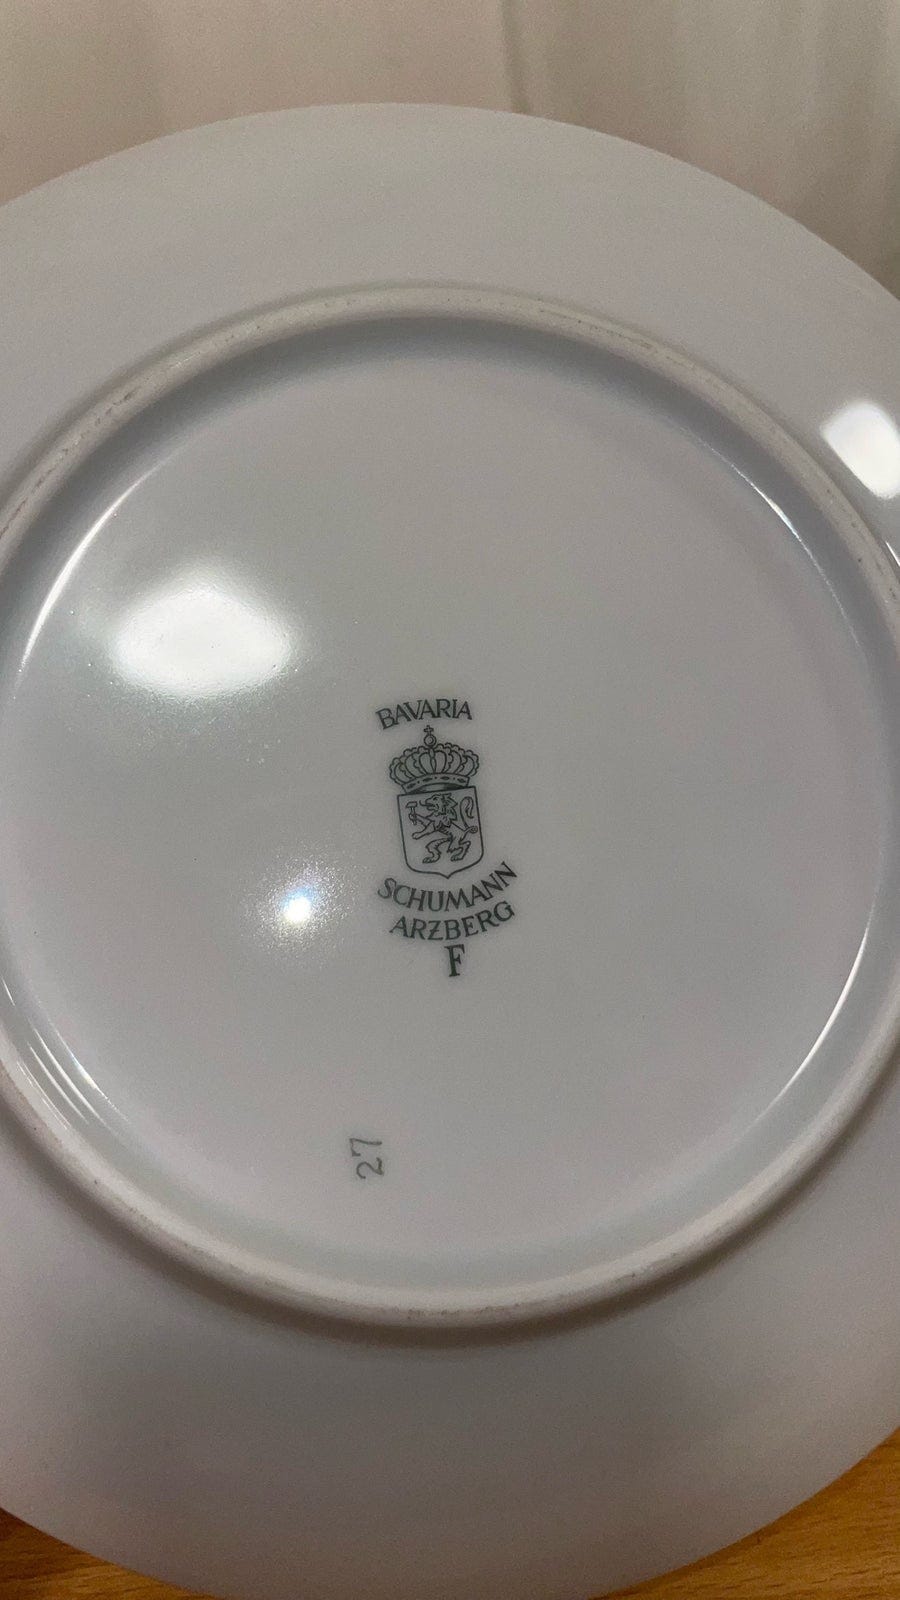 BAVARIA
SCHUMANN
ARZBERG
F
27